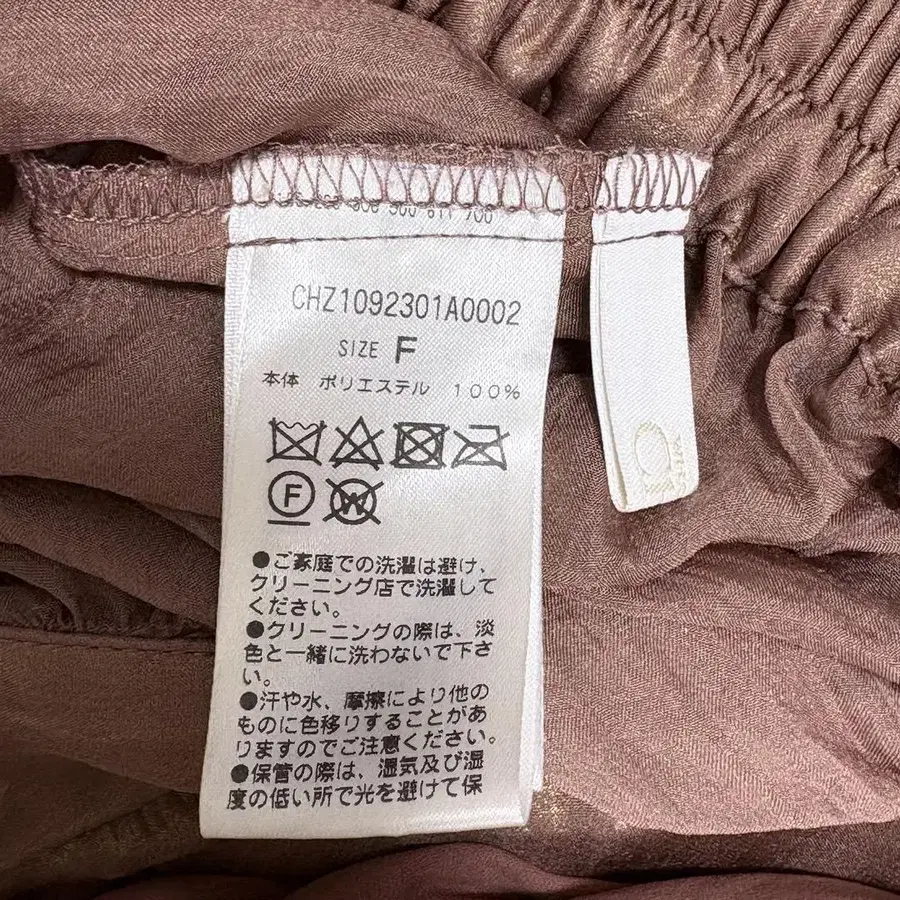 CHZ1092301A0002
SIZE F
本体 ポリエステル 100%
F
W
●ご家庭での洗濯は避け、
クリーニング店で洗濯して
ください。
●クリーニングの際は、淡
色と一緒に洗わないで下さ
い。
●汗や水、摩擦により他の
ものに色移りすることがあ
りますのでご注意ください。
●保管の際は、湿気及び湿
度の低い所で光を避けて保